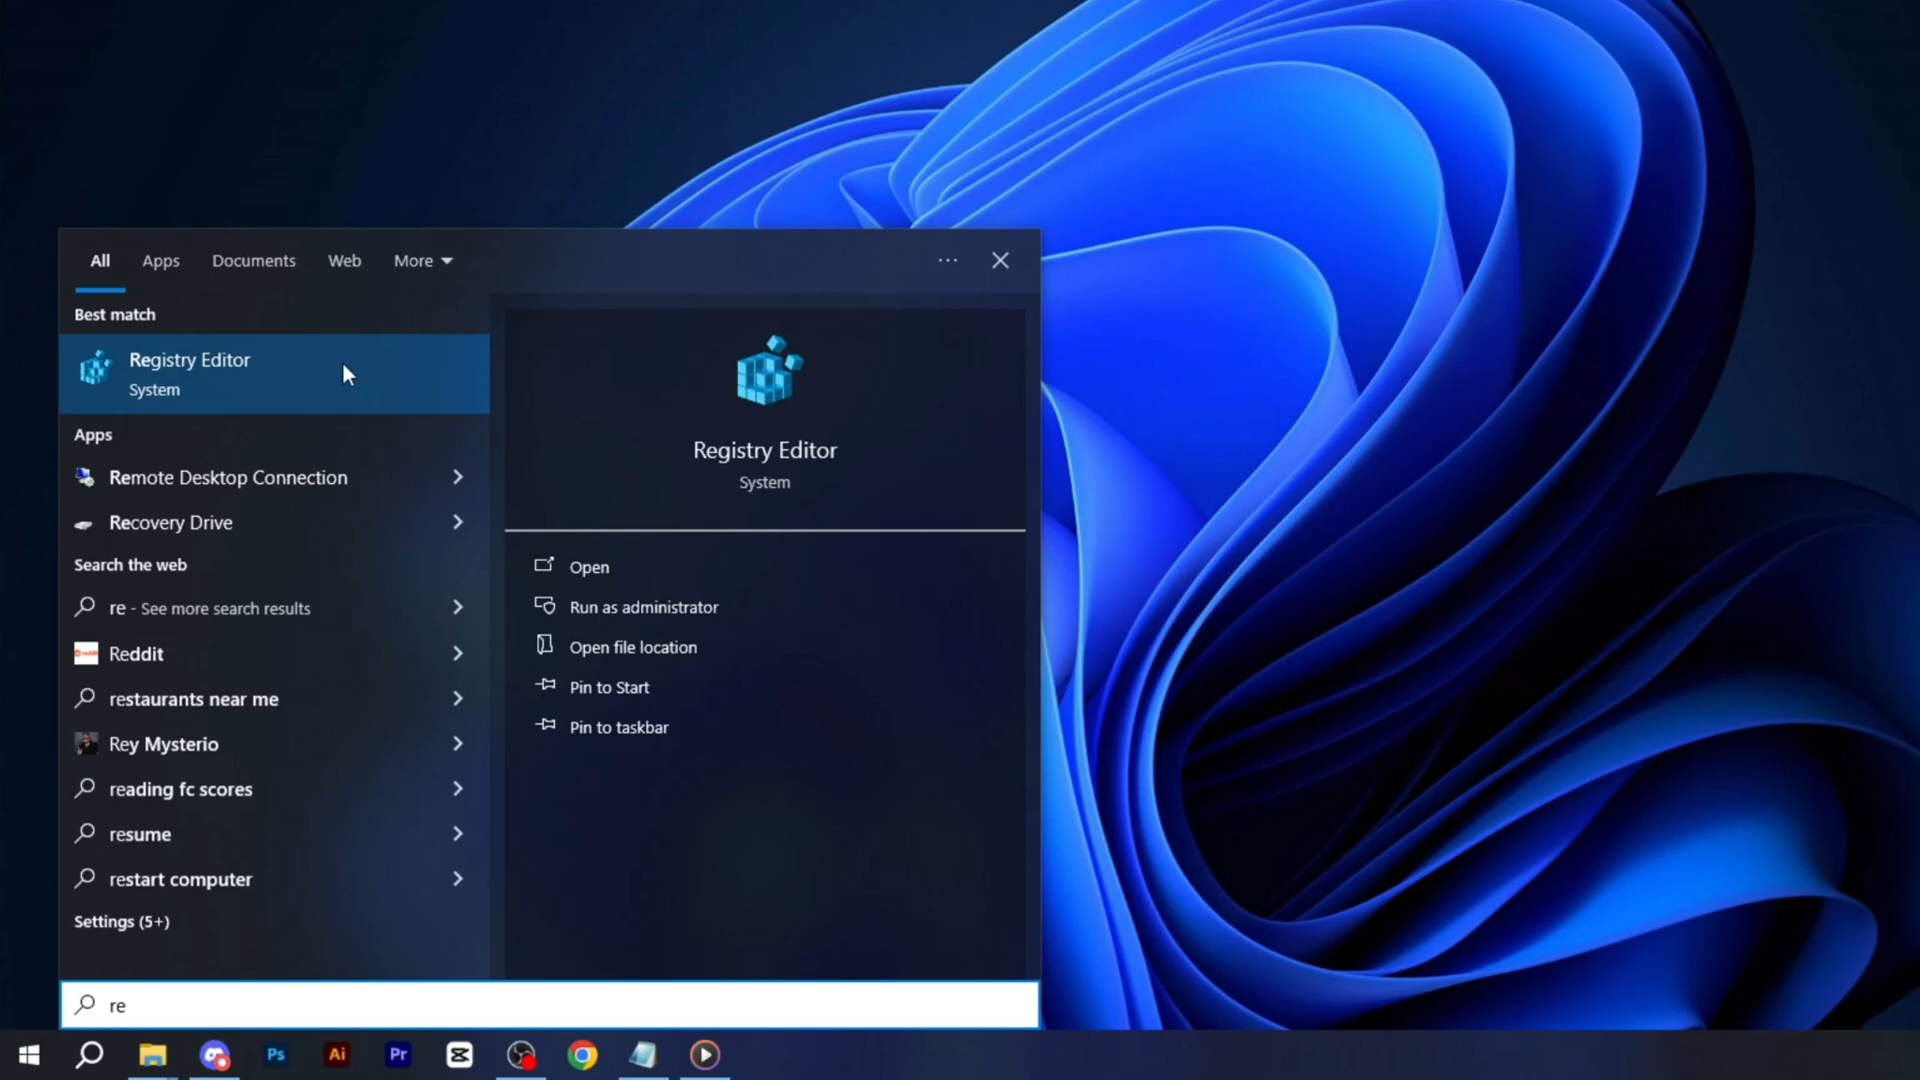 All Apps Documents Web More
Best match
Registry Editor
System
Apps
Remote Desktop Connection
Recovery Drive
Search the web
re - See more search results
Reddit
restaurants near me
Rey Mysterio
reading fc scores
resume
restart computer
Settings (5+)
Registry Editor
System
Open
Run as administrator
Open file location
Pin to Start
Pin to taskbar
re
Ps Ai Pr